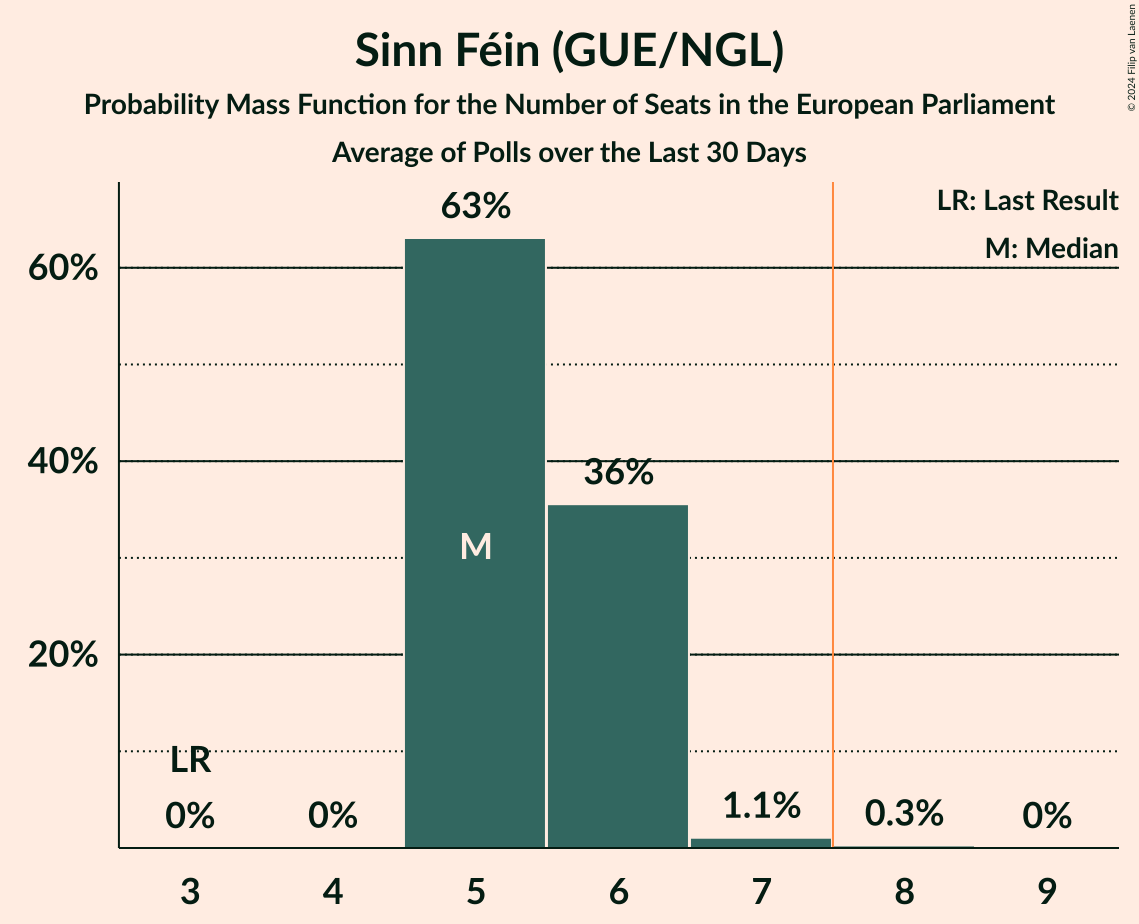 Sinn Féin (GUE/NGL)
Probability Mass Function for the Number of Seats in the European Parliament
Average of Polls over the Last 30 Days
© 2024 Filip van Laenen
LR: Last Result
M: Median
63%
60%
40%
36%
M
20%
LR
0%
0%
1.1%
0.3%
0%
3 4 5 6 7 8 9